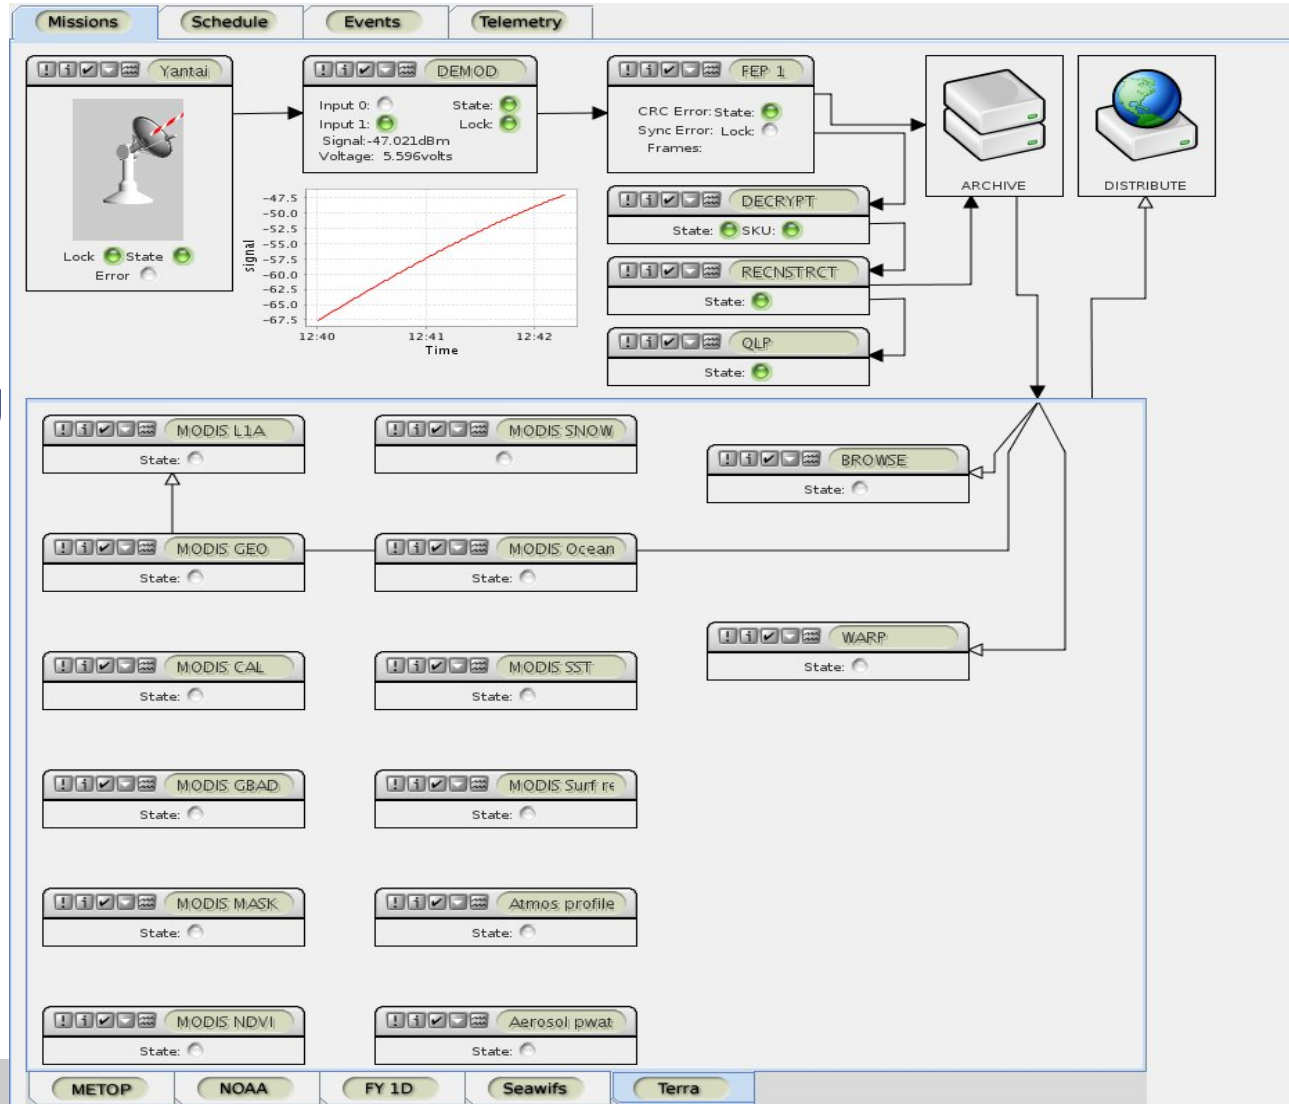 Missions Schedule Events Telemetry
Yantai
Lock State
Error
DEMOD
Input 0: State:
Input 1: Lock:
Signal:-47.021dBm
Voltage: 5.596volts
FEP 1
CRC Error: State:
Sync Error: Lock:
Frames:
ARCHIVE
DISTRIBUTE
signal
-47.5
-50.0
-52.5
-55.0
-57.5
-60.0
-62.5
-65.0
-67.5
12:40 12:41 12:42
Time
DECRYPT
State: SKU:
RECNSTRCT
State:
QLP
State:
MODIS L1A
State:
MODIS SNOW
BROWSE
State:
MODIS GEO
State:
MODIS Ocean
State:
WARP
State:
MODIS CAL
State:
MODIS SST
State:
MODIS GBAD
State:
MODIS Surf re
State:
MODIS MASK
State:
Atmos profile
State:
MODIS NDVI
State:
Aerosol pwat
State:
METOP NOAA FY 1D Seawifs Terra